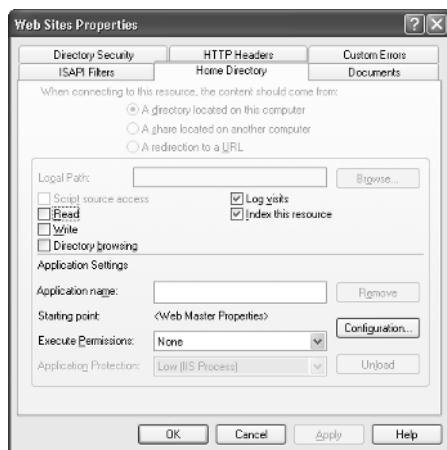 Web Sites Properties
Directory Security HTTP Headers Custom Errors
ISAPI Filters Home Directory Documents
When connecting to this resource, the content should come from:
A directory located on this computer
A share located on another computer
A redirection to a URL
Local Path: Browse...
Script source access Log visits
Read Index this resource
Write
Directory browsing
Application Settings
Application name: Remove
Starting point: <Web Master Properties>
Configuration...
Execute Permissions: None
Application Protection: Low (IIS Process) Unload
OK Cancel Apply Help